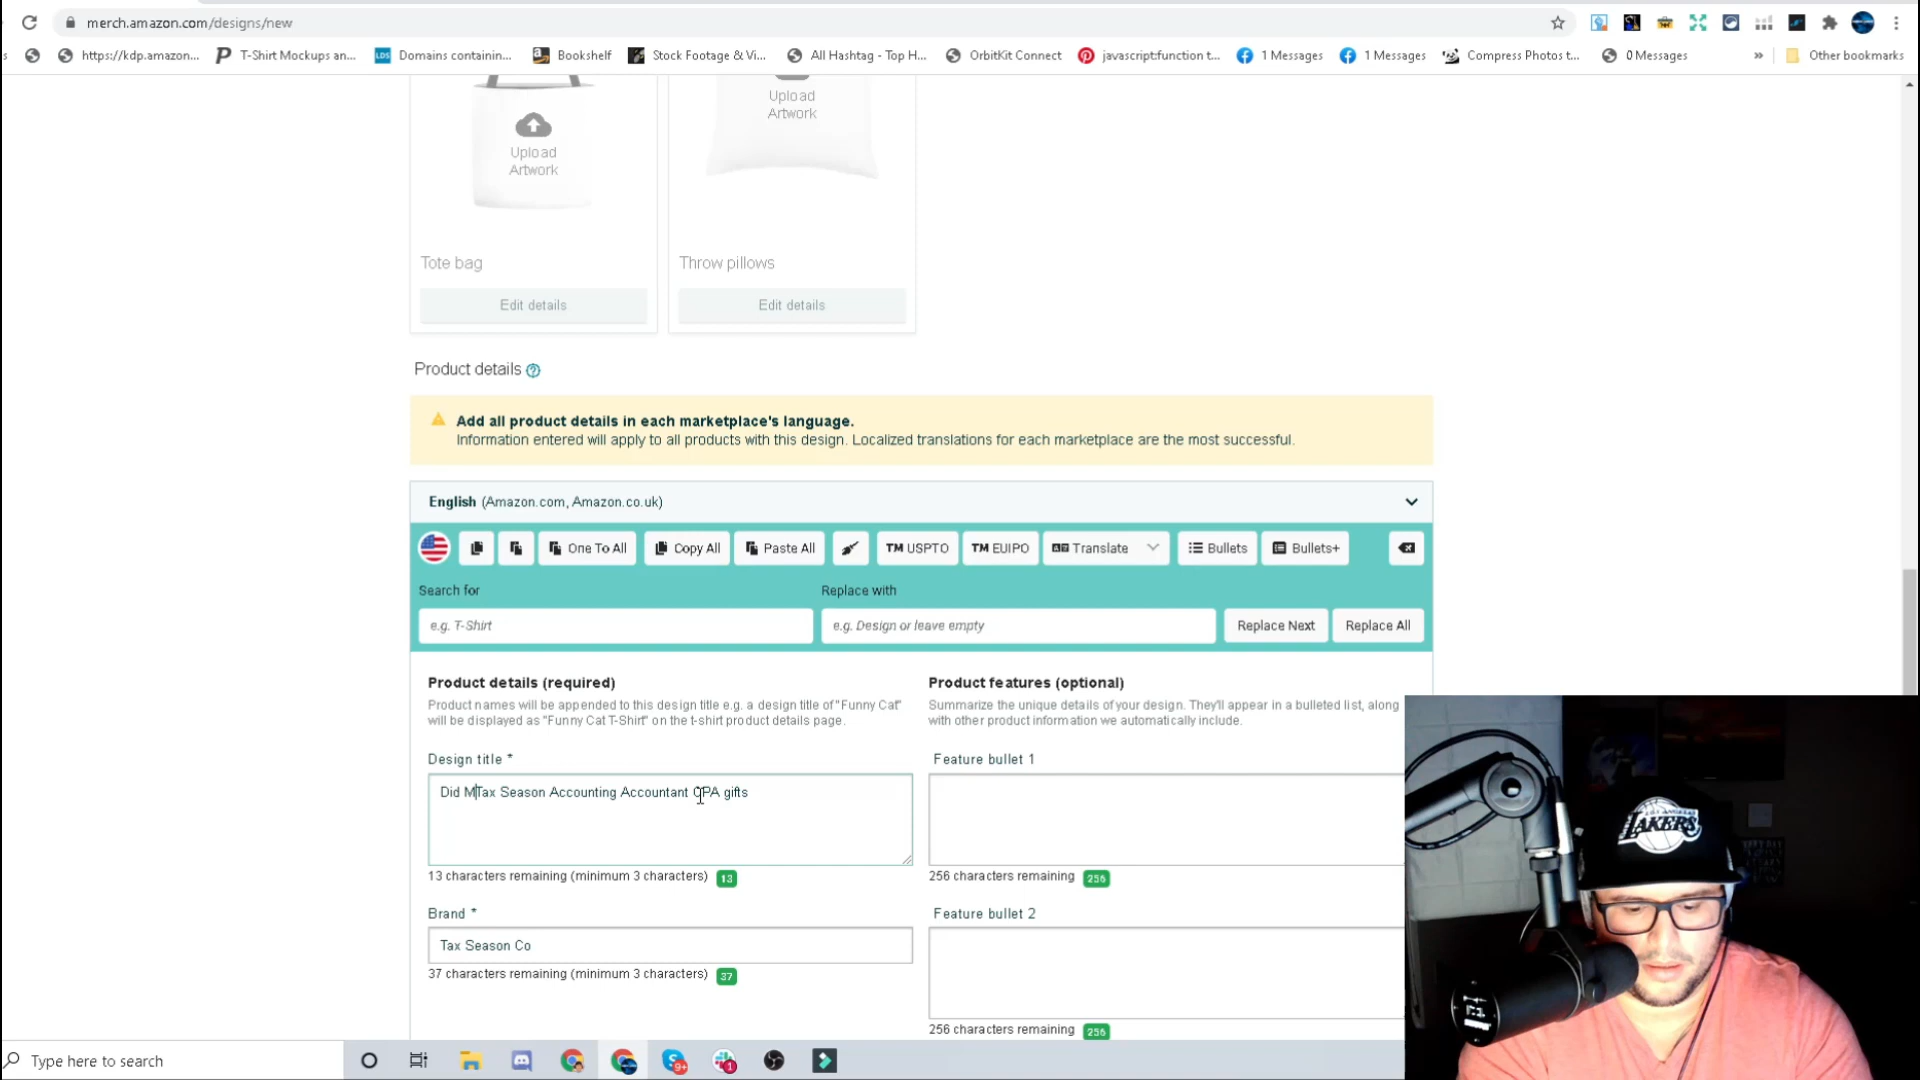 merch.amazon.com/designs/new
s
https://kdp.amazon...
T-Shirt Mockups an...
LDS
Domains containin...
Bookshelf
Stock Footage & Vi...
All Hashtag - Top H...
OrbitKit Connect
javascript:function t...
1 Messages
1 Messages
Compress Photos t...
0 Messages
»
Other bookmarks
Upload
Artwork
Upload
Artwork
Tote bag
Throw pillows
Edit details
Edit details
Product details
Add all product details in each marketplace's language.
Information entered will apply to all products with this design. Localized translations for each marketplace are the most successful.
English (Amazon.com, Amazon.co.uk)
One To All
Copy All
Paste All
TM USPTO
TM EUIPO
Translate
Bullets
Bullets+
Search for
Replace with
e.g. T-Shirt
e.g. Design or leave empty
Replace Next
Replace All
Product details (required)
Product names will be appended to this design title e.g. a design title of "Funny Cat"
will be displayed as "Funny Cat T-Shirt" on the t-shirt product details page.
Product features (optional)
Summarize the unique details of your design. They'll appear in a bulleted list, along
with other product information we automatically include.
Design title *
Did MTax Season Accounting Accountant CPA gifts
13 characters remaining (minimum 3 characters) 13
Brand *
Tax Season Co
37 characters remaining (minimum 3 characters) 37
Feature bullet 1
256 characters remaining 256
Feature bullet 2
256 characters remaining 256
LOS ANGELES
LAKERS
Type here to search
9+
1